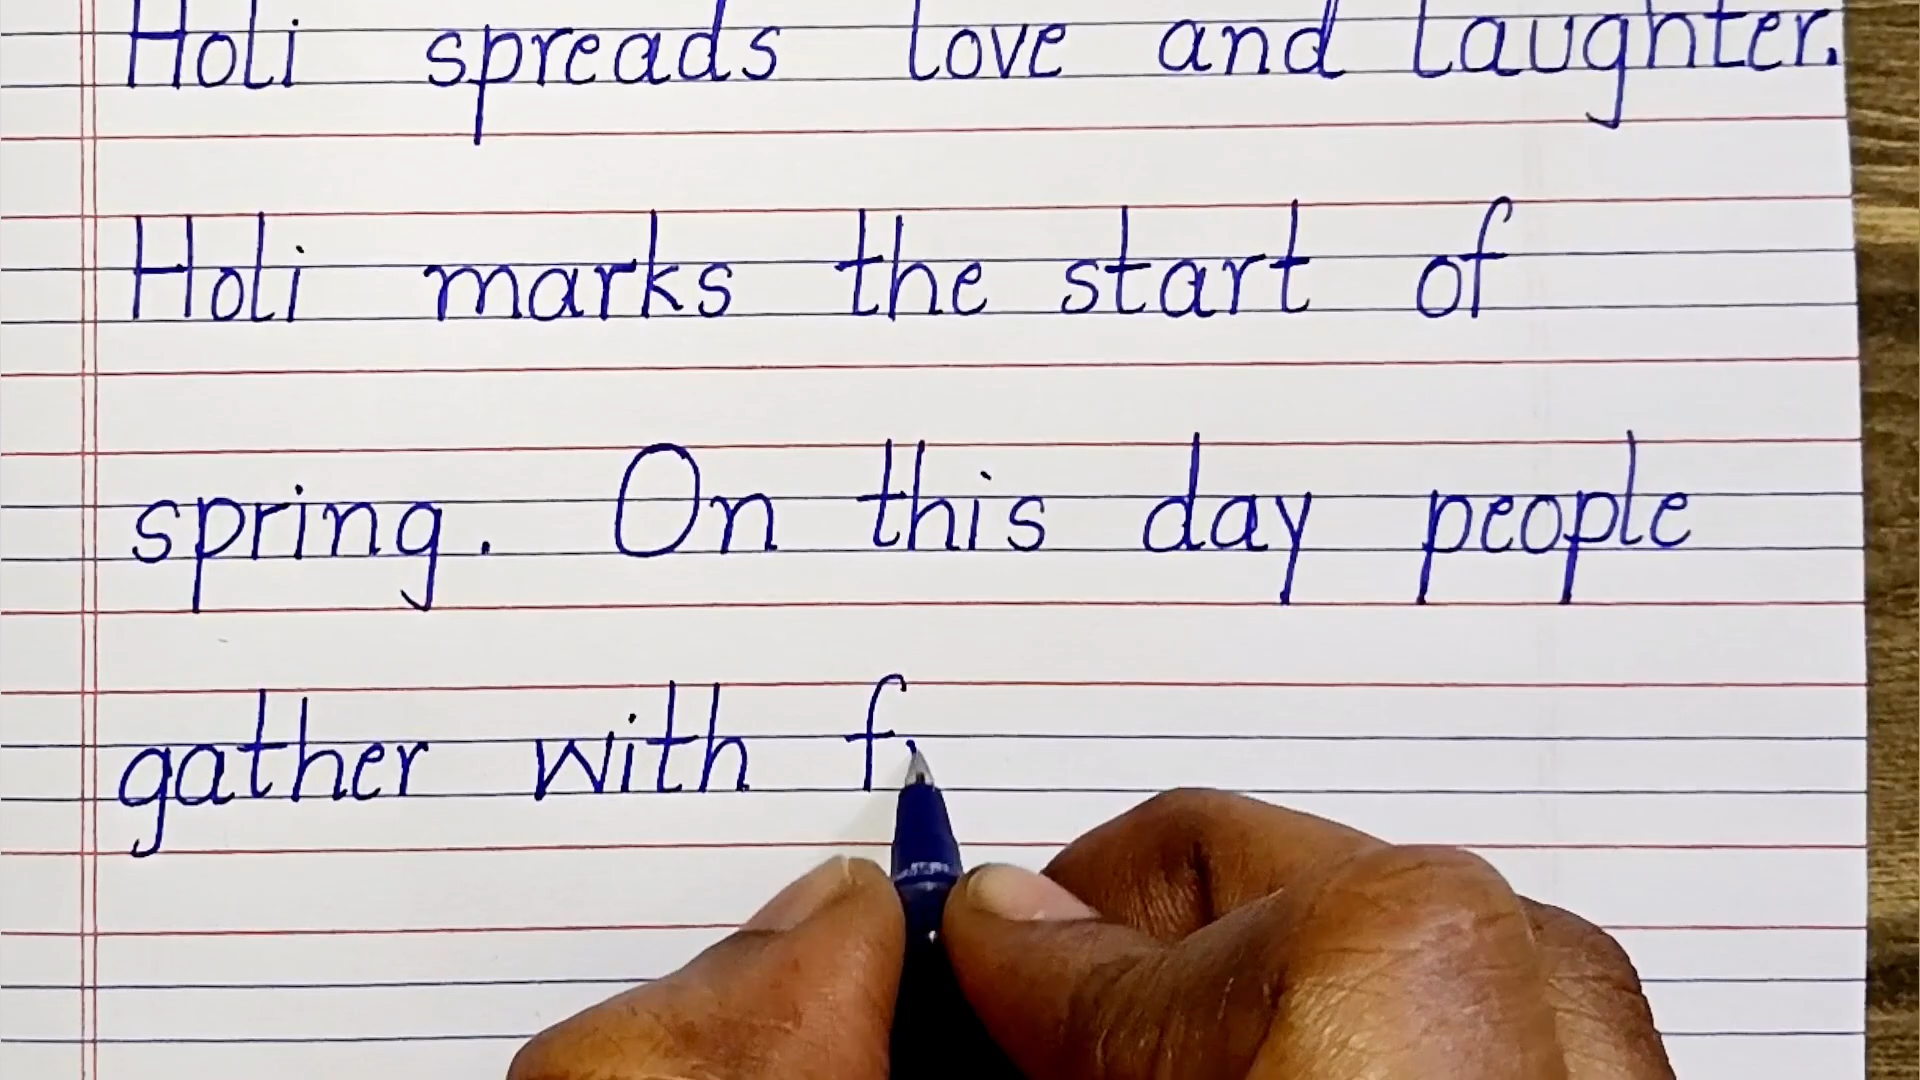 Holi spreads love and laughter.
Holi marks the start of
spring. On this day people
gather with f